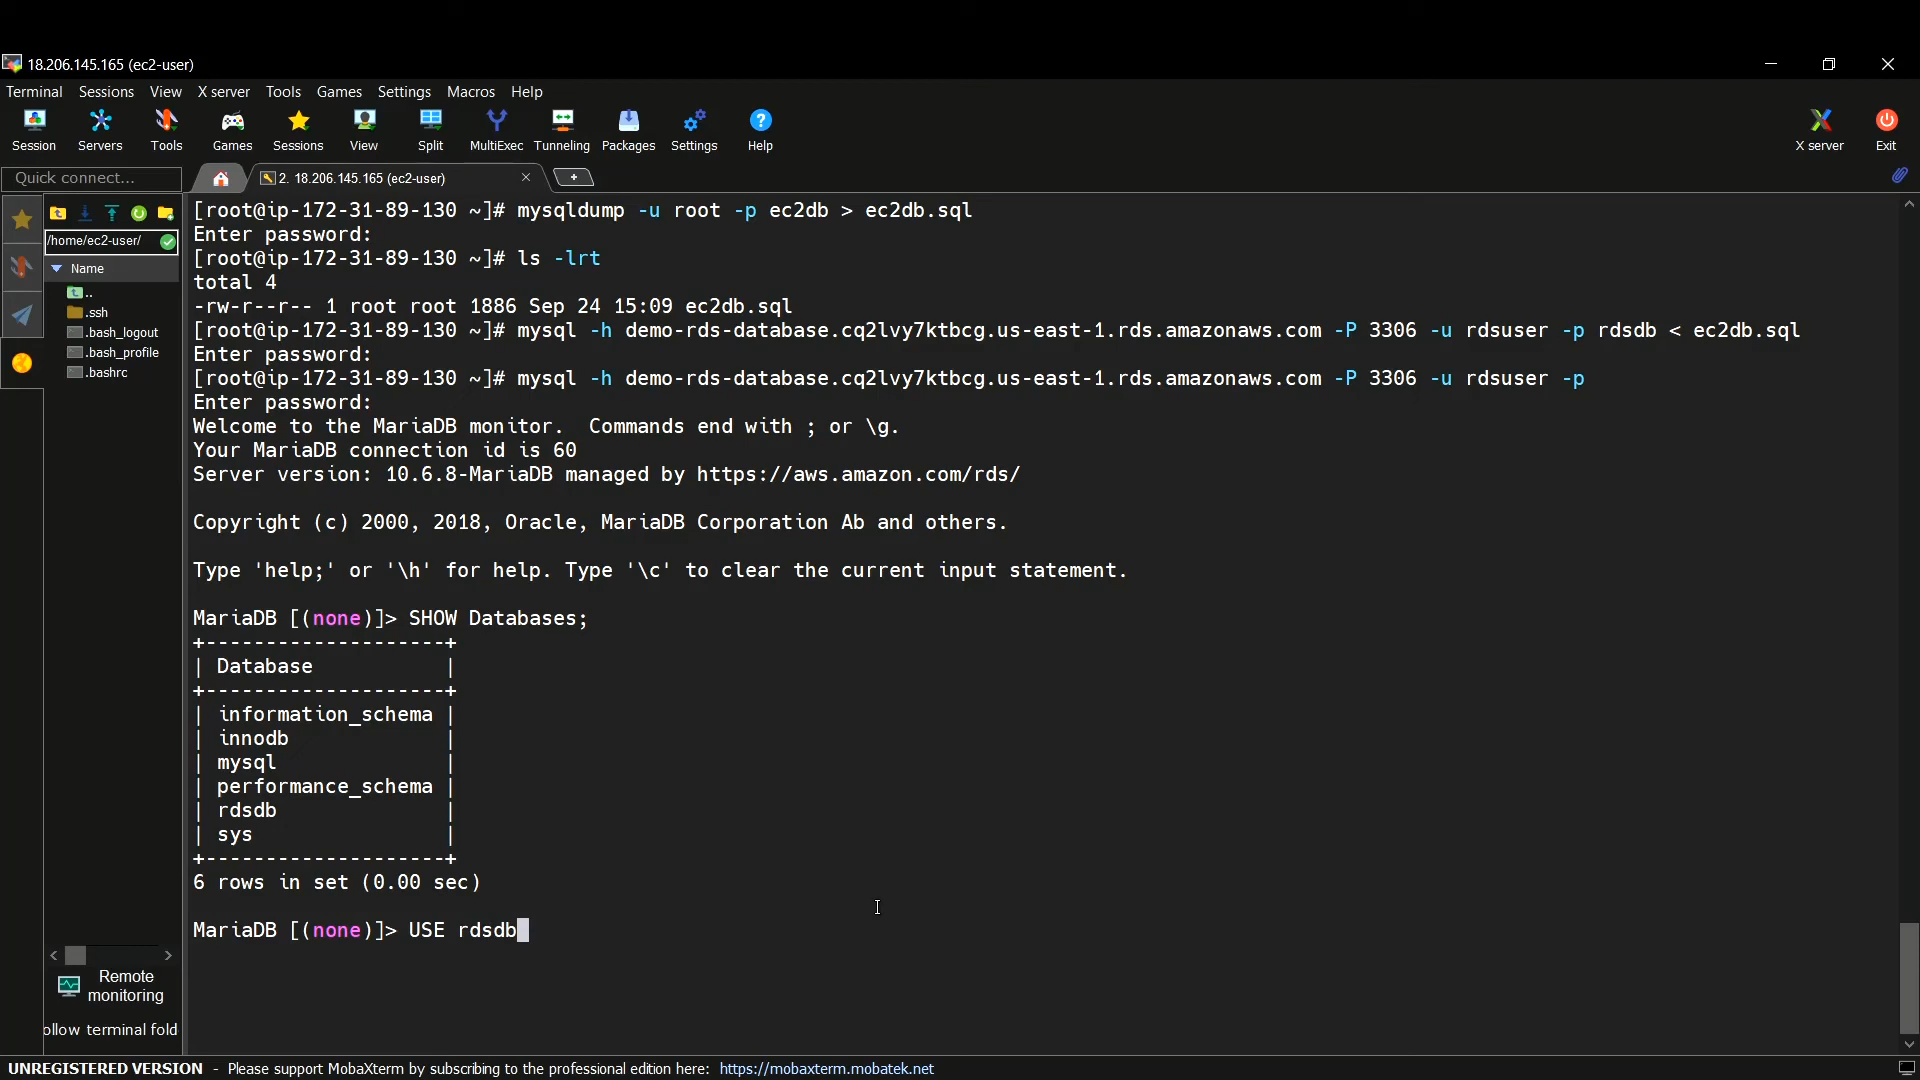 18.206.145.165 (ec2-user)
Terminal Sessions View X server Tools Games Settings Macros Help
Session Servers Tools Games Sessions View Split MultiExec Tunneling Packages Settings Help X server Exit
Quick connect...
2. 18.206.145.165 (ec2-user)
/home/ec2-user/
Name
..
.ssh
.bash_logout
.bash_profile
.bashrc
Remote
monitoring
ollow terminal fold
[root@ip-172-31-89-130 ~]# mysqldump -u root -p ec2db > ec2db.sql
Enter password:
[root@ip-172-31-89-130 ~]# ls -lrt
total 4
-rw-r--r-- 1 root root 1886 Sep 24 15:09 ec2db.sql
[root@ip-172-31-89-130 ~]# mysql -h demo-rds-database.cq2lvy7ktbcg.us-east-1.rds.amazonaws.com -P 3306 -u rdsuser -p rdsdb < ec2db.sql
Enter password:
[root@ip-172-31-89-130 ~]# mysql -h demo-rds-database.cq2lvy7ktbcg.us-east-1.rds.amazonaws.com -P 3306 -u rdsuser -p
Enter password:
Welcome to the MariaDB monitor.  Commands end with ; or \g.
Your MariaDB connection id is 60
Server version: 10.6.8-MariaDB managed by https://aws.amazon.com/rds/
Copyright (c) 2000, 2018, Oracle, MariaDB Corporation Ab and others.
Type 'help;' or '\h' for help. Type '\c' to clear the current input statement.
MariaDB [(none)]> SHOW Databases;
+--------------------+
| Database           |
+--------------------+
| information_schema |
| innodb             |
| mysql              |
| performance_schema |
| rdsdb              |
| sys                |
+--------------------+
6 rows in set (0.00 sec)
MariaDB [(none)]> USE rdsdb
UNREGISTERED VERSION - Please support MobaXterm by subscribing to the professional edition here: https://mobaxterm.mobatek.net